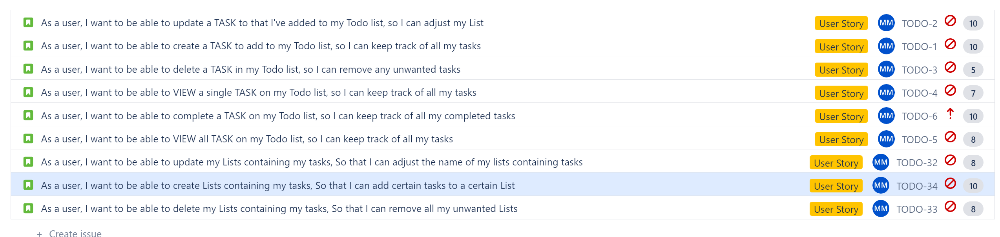 As a user, I want to be able to update a TASK to that I've added to my Todo list, so I can adjust my List User Story MM TODO-2 10
As a user, I want to be able to create a TASK to add to my Todo list, so I can keep track of all my tasks User Story MM TODO-1 10
As a user, I want to be able to delete a TASK in my Todo list, so I can remove any unwanted tasks User Story MM TODO-3 5
As a user, I want to be able to VIEW a single TASK on my Todo list, so I can keep track of all my tasks User Story MM TODO-4 7
As a user, I want to be able to complete a TASK on my Todo list, so I can keep track of all my completed tasks User Story MM TODO-6 10
As a user, I want to be able to VIEW all TASK on my Todo list, so I can keep track of all my tasks User Story MM TODO-5 8
As a user, I want to be able to update my Lists containing my tasks, So that I can adjust the name of my lists containing tasks User Story MM TODO-32 8
As a user, I want to be able to create Lists containing my tasks, So that I can add certain tasks to a certain List User Story MM TODO-34 10
As a user, I want to be able to delete my Lists containing my tasks, So that I can remove all my unwanted Lists User Story MM TODO-33 8
+ Create issue